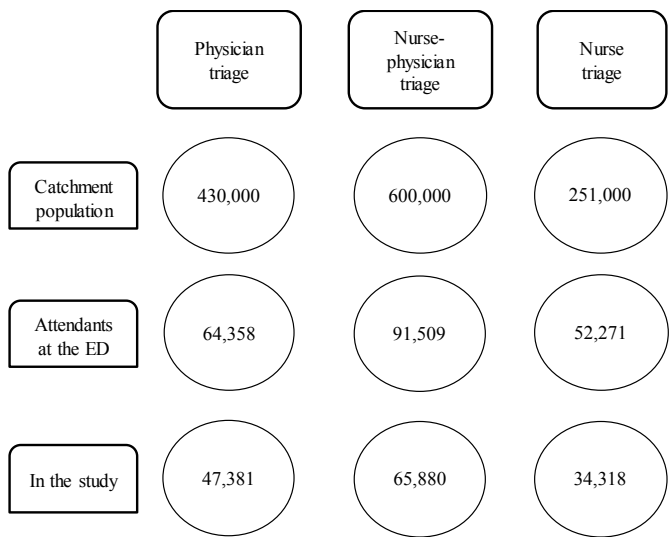 Physician
triage
Nurse-
physician
triage
Nurse
triage
Catchment
population
430,000
600,000
251,000
Attendants
at the ED
64,358
91,509
52,271
In the study
47,381
65,880
34,318